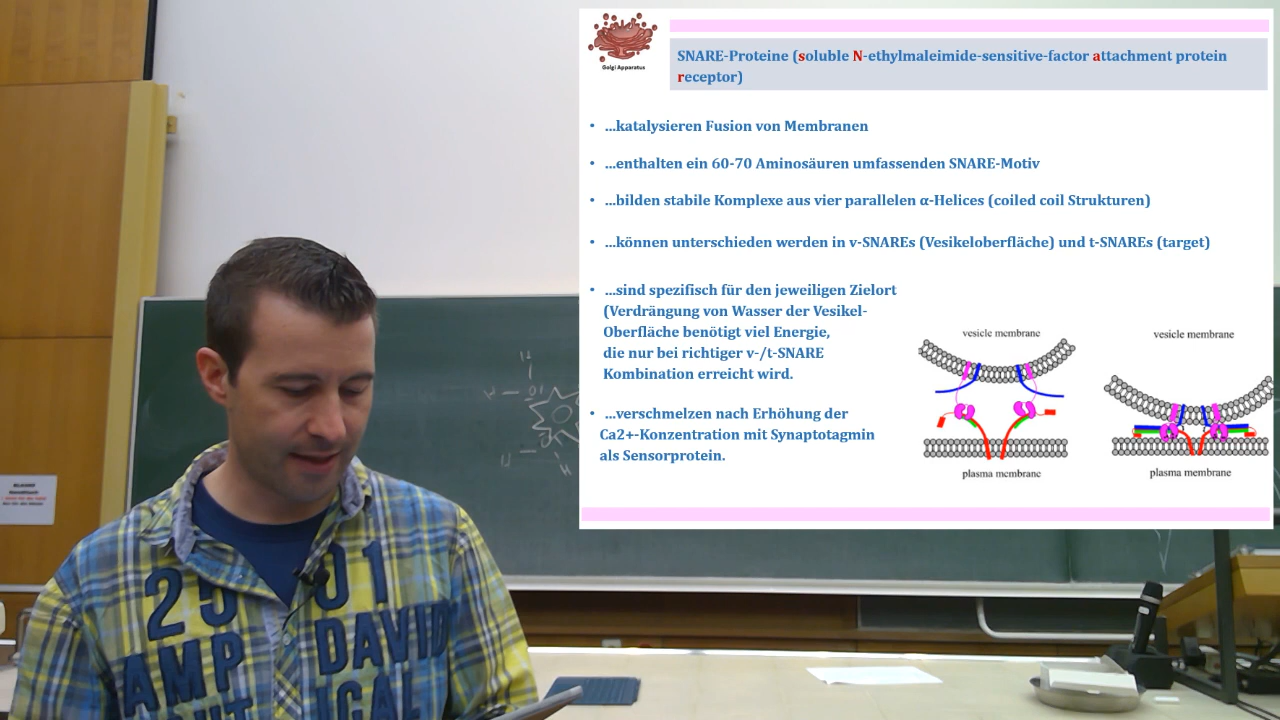 Golgi Apparatus
SNARE-Proteine (soluble N-ethylmaleimide-sensitive-factor attachment protein
receptor)
• …katalysieren Fusion von Membranen
• …enthalten ein 60-70 Aminosäuren umfassenden SNARE-Motiv
• …bilden stabile Komplexe aus vier parallelen α-Helices (coiled coil Strukturen)
• …können unterschieden werden in v-SNAREs (Vesikeloberfläche) und t-SNAREs (target)
• …sind spezifisch für den jeweiligen Zielort
(Verdrängung von Wasser der Vesikel-
Oberfläche benötigt viel Energie,
die nur bei richtiger v-/t-SNARE
Kombination erreicht wird.
• …verschmelzen nach Erhöhung der
Ca2+-Konzentration mit Synaptotagmin
als Sensorprotein.
vesicle membrane
plasma membrane
vesicle membrane
plasma membrane
25 01
AMP DAVID
ICAL